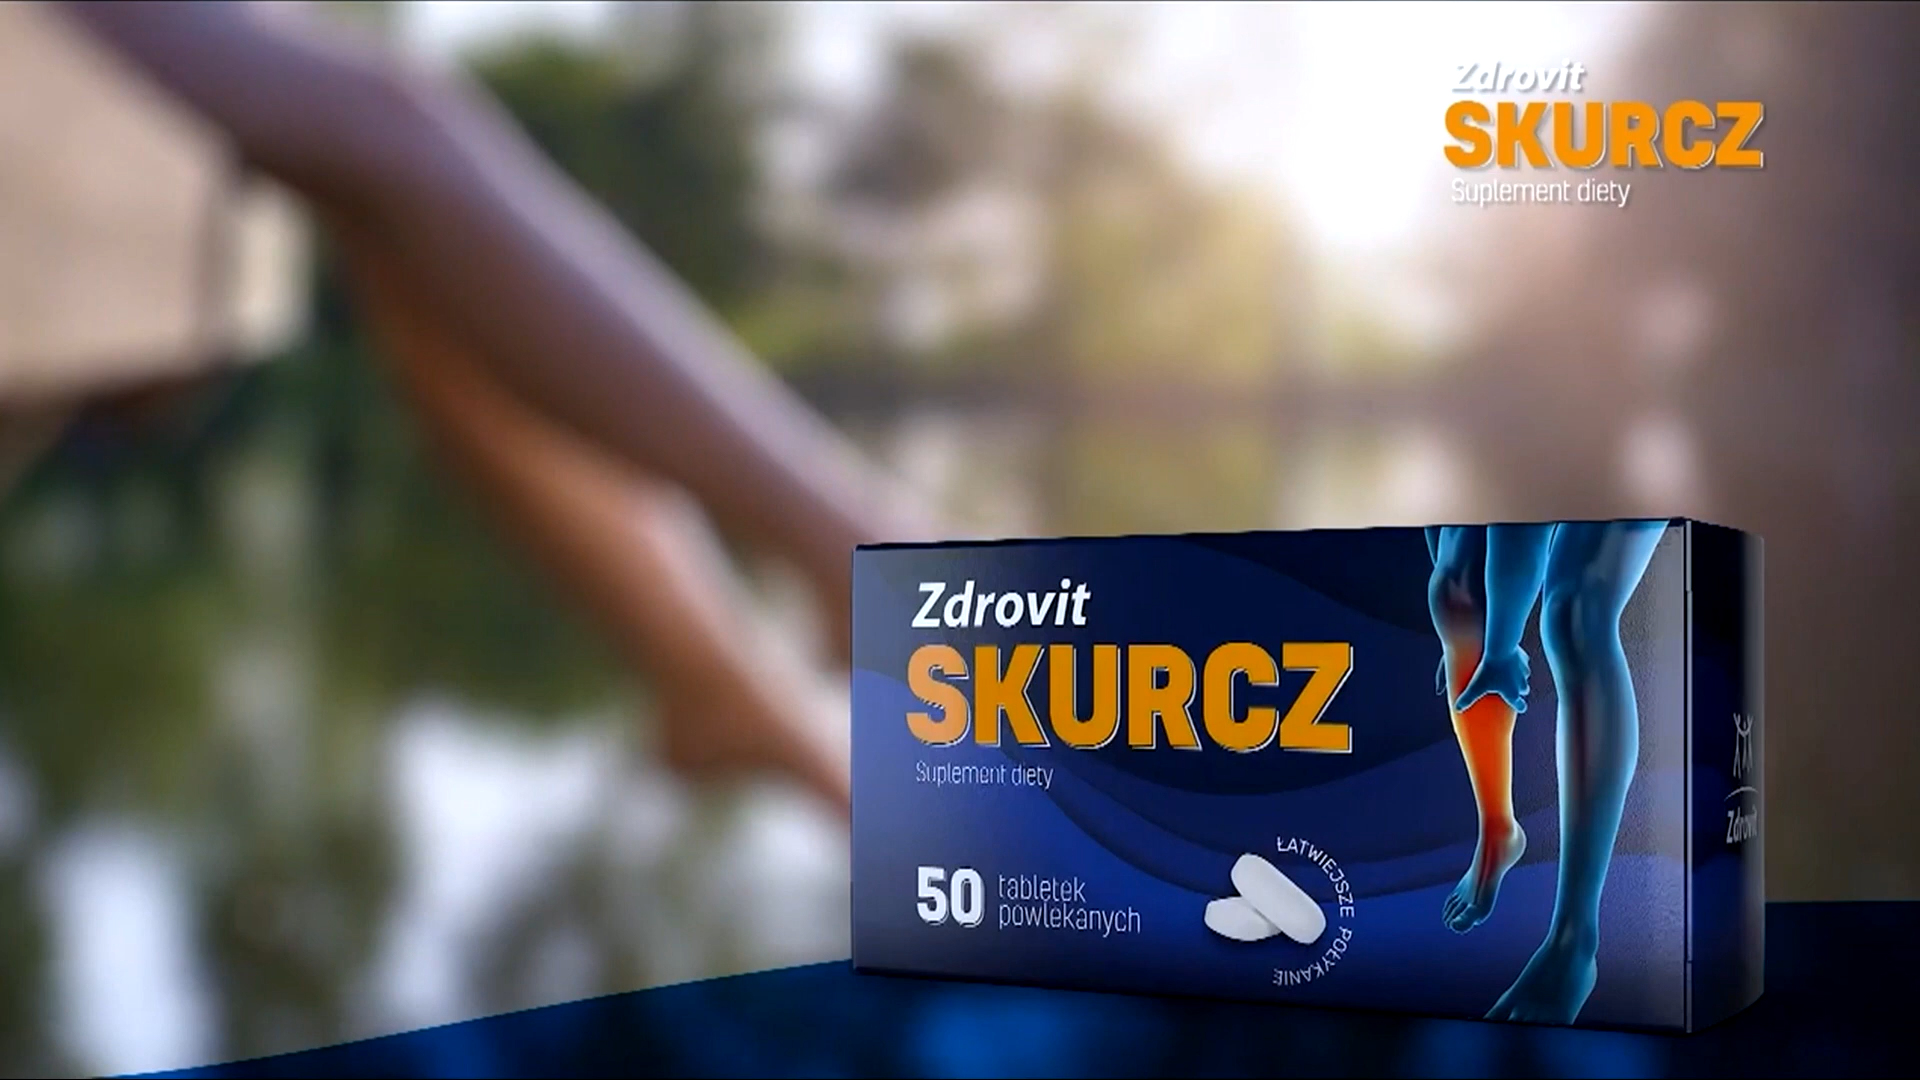 Zdrovit
SKURCZ
Suplement diety
Zdrovit
SKURCZ
Suplement diety
50 tabletek
powlekanych
ŁATWIEJSZE POŁYKANIE
Zdrovit